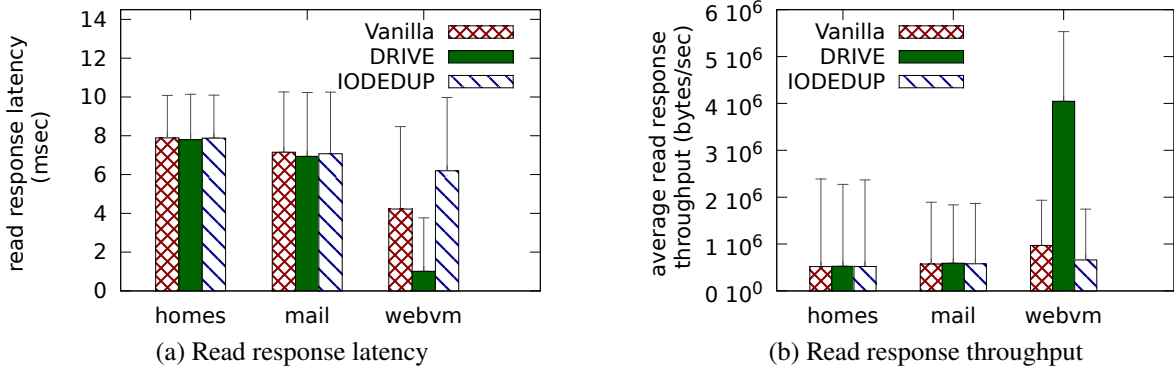 14
12
10
8
6
4
2
0
read response latency
(msec)
Vanilla
DRIVE
IODEDUP
homes
mail
webvm
(a) Read response latency
6 10⁶
5 10⁶
4 10⁶
3 10⁶
2 10⁶
1 10⁶
0 10⁰
average read response
throughput (bytes/sec)
Vanilla
DRIVE
IODEDUP
homes
mail
webvm
(b) Read response throughput